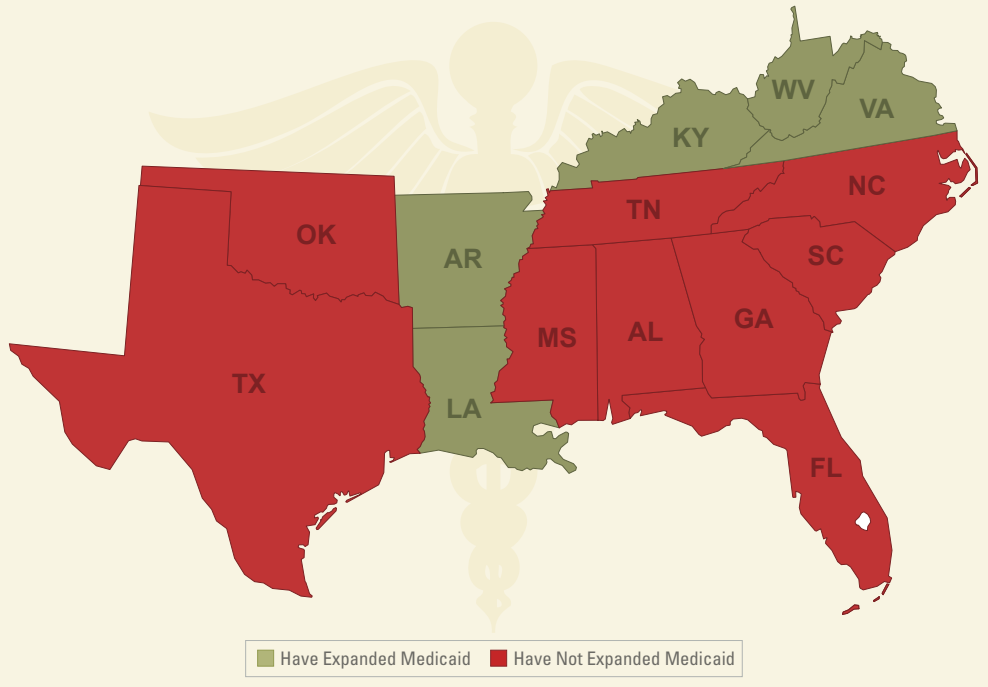 WV
VA
KY
NC
TN
OK
SC
AR
GA
MS
AL
TX
LA
FL
Have Expanded Medicaid
Have Not Expanded Medicaid